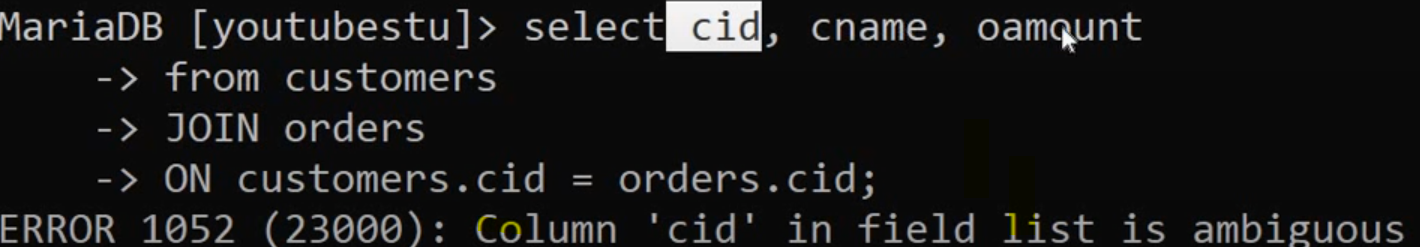 MariaDB [youtubestu]> select cid, cname, oamount
-> from customers
-> JOIN orders
-> ON customers.cid = orders.cid;
ERROR 1052 (23000): Column 'cid' in field list is ambiguous